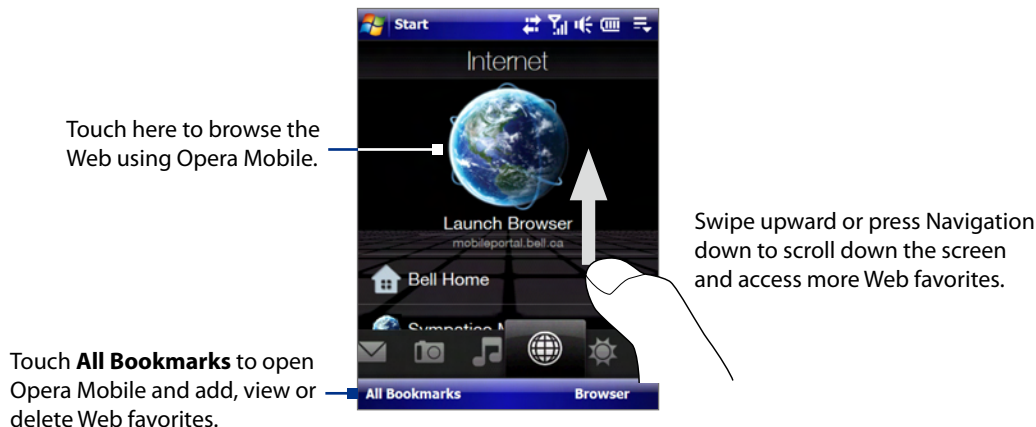 Start
Internet
Touch here to browse the
Web using Opera Mobile.
Launch Browser
mobileportal.bell.ca
Swipe upward or press Navigation
down to scroll down the screen
and access more Web favorites.
Bell Home
Sympatico
Touch All Bookmarks to open
Opera Mobile and add, view or
delete Web favorites.
All Bookmarks
Browser